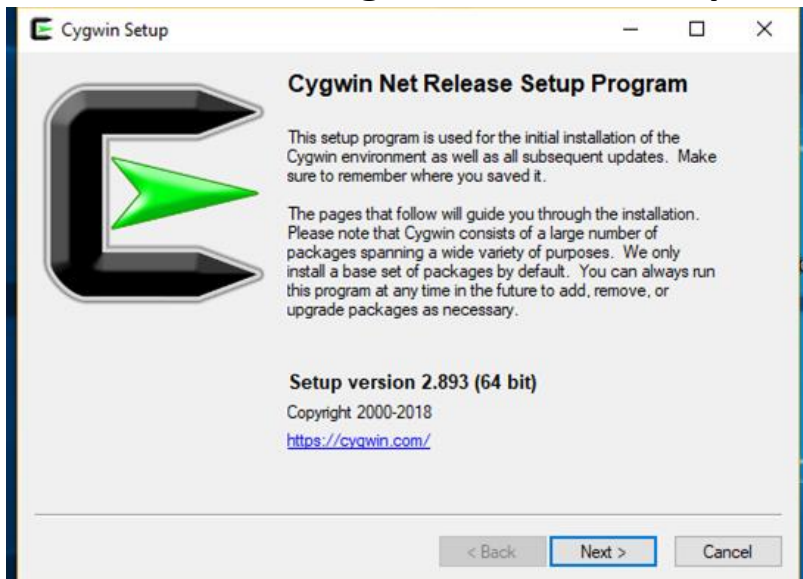 Cygwin Setup
Cygwin Net Release Setup Program
This setup program is used for the initial installation of the
Cygwin environment as well as all subsequent updates. Make
sure to remember where you saved it.
The pages that follow will guide you through the installation.
Please note that Cygwin consists of a large number of
packages spanning a wide variety of purposes. We only
install a base set of packages by default. You can always run
this program at any time in the future to add, remove, or
upgrade packages as necessary.
Setup version 2.893 (64 bit)
Copyright 2000-2018
https://cygwin.com/
< Back Next > Cancel